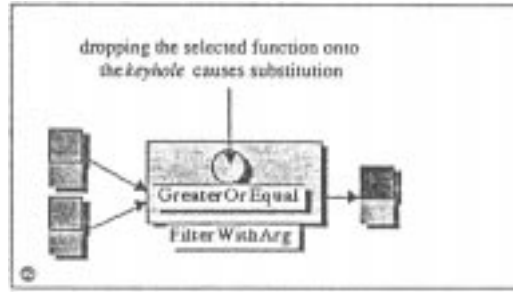 dropping the selected function onto
the keyhole causes substitution
GreaterOrEqual
FilterWithArg